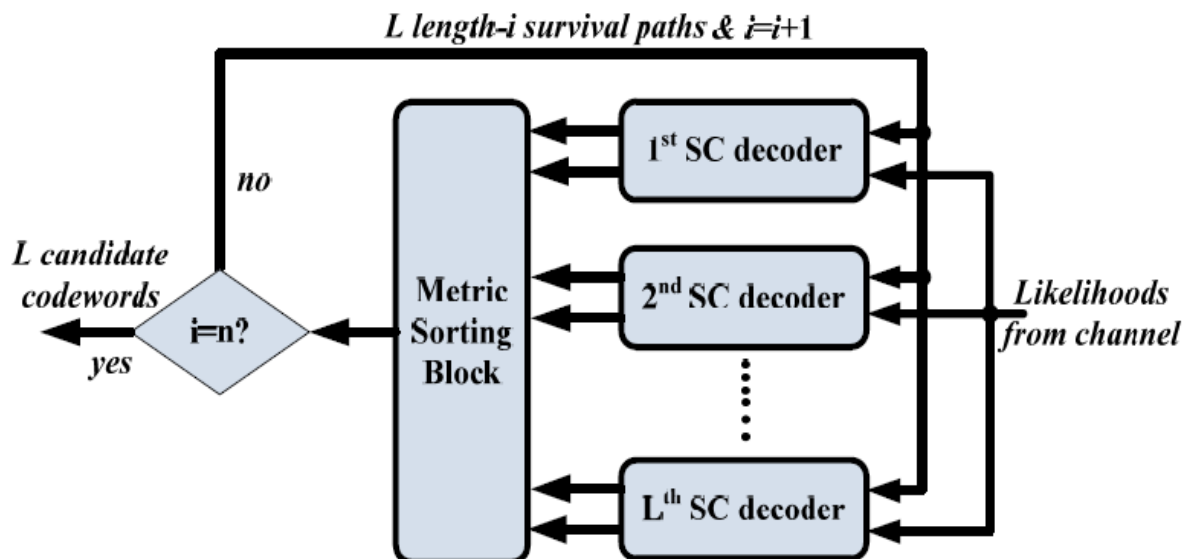 L length-i survival paths & i=i+1
1st SC decoder
no
L candidate
codewords
2nd SC decoder
Metric
Sorting
Block
Likelihoods
from channel
i=n?
yes
Lth SC decoder